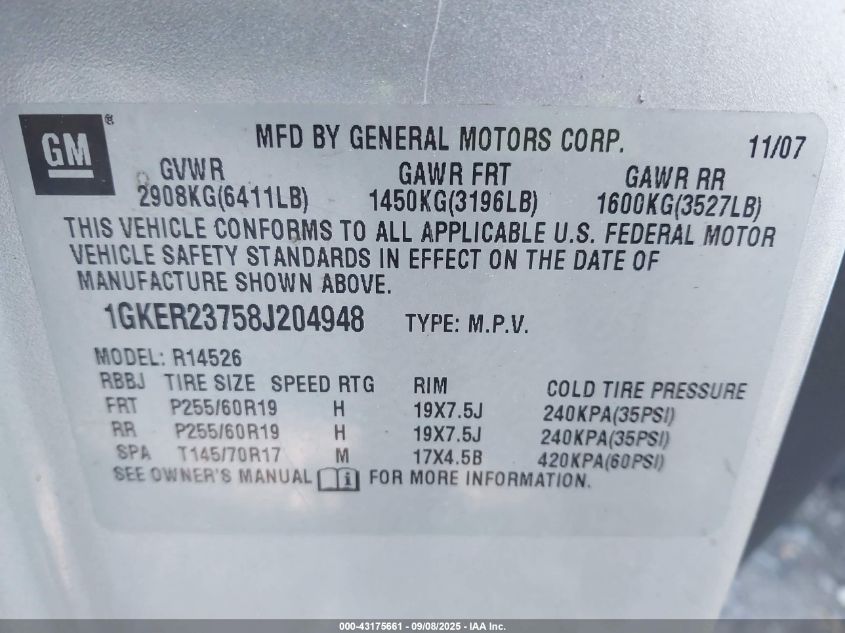 GM®
MFD BY GENERAL MOTORS CORP. 11/07
GVWR GAWR FRT GAWR RR
2908KG(6411LB) 1450KG(3196LB) 1600KG(3527LB)
THIS VEHICLE CONFORMS TO ALL APPLICABLE U.S. FEDERAL MOTOR
VEHICLE SAFETY STANDARDS IN EFFECT ON THE DATE OF
MANUFACTURE SHOWN ABOVE.
1GKER23758J204948 TYPE: M.P.V.
MODEL: R14526
RBBJ TIRE SIZE SPEED RTG RIM COLD TIRE PRESSURE
FRT P255/60R19 H 19X7.5J 240KPA(35PSI)
RR P255/60R19 H 19X7.5J 240KPA(35PSI)
SPA T145/70R17 M 17X4.5B 420KPA(60PSI)
SEE OWNER'S MANUAL i FOR MORE INFORMATION.
000-43175661 - 09/08/2025 - IAA Inc.